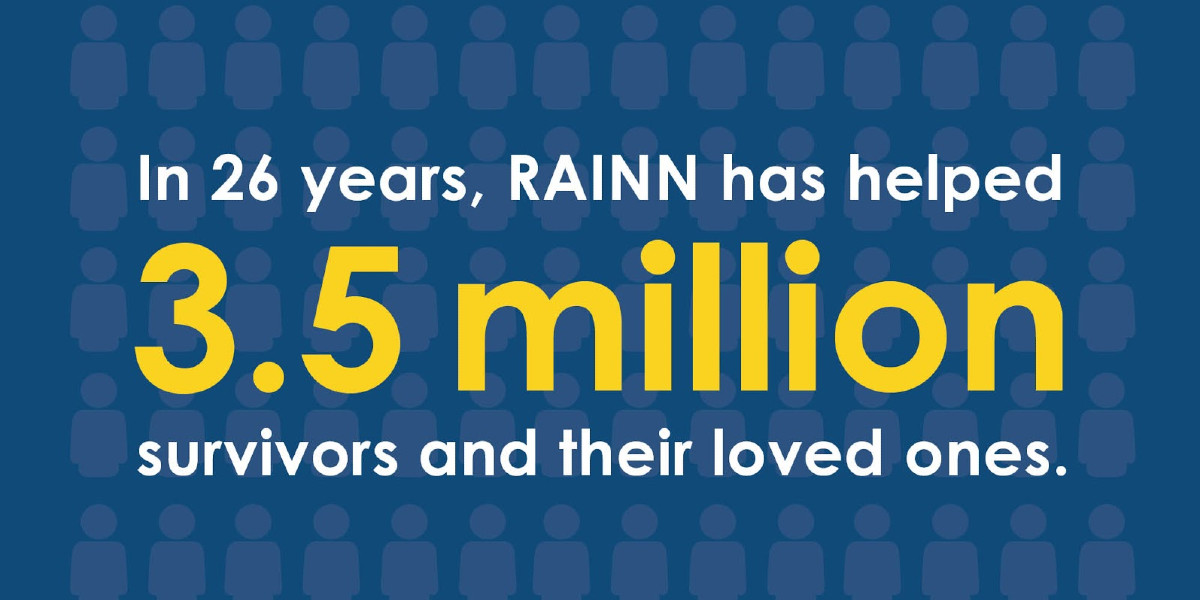 In 26 years, RAINN has helped
3.5 million
survivors and their loved ones.